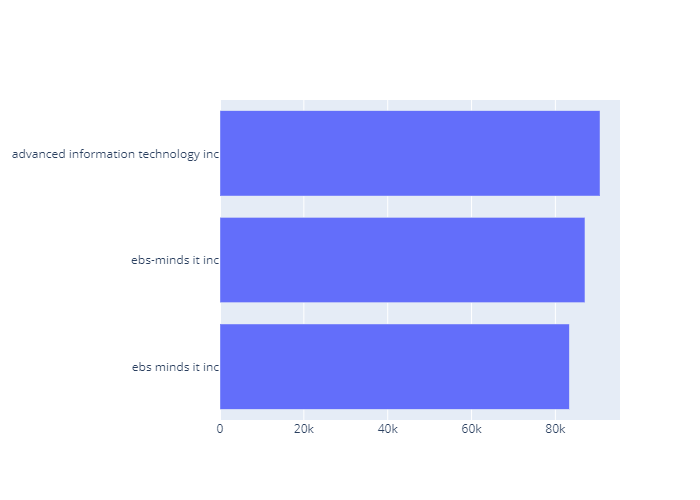 advanced information technology inc
ebs-minds it inc
ebs minds it inc
0 20k 40k 60k 80k